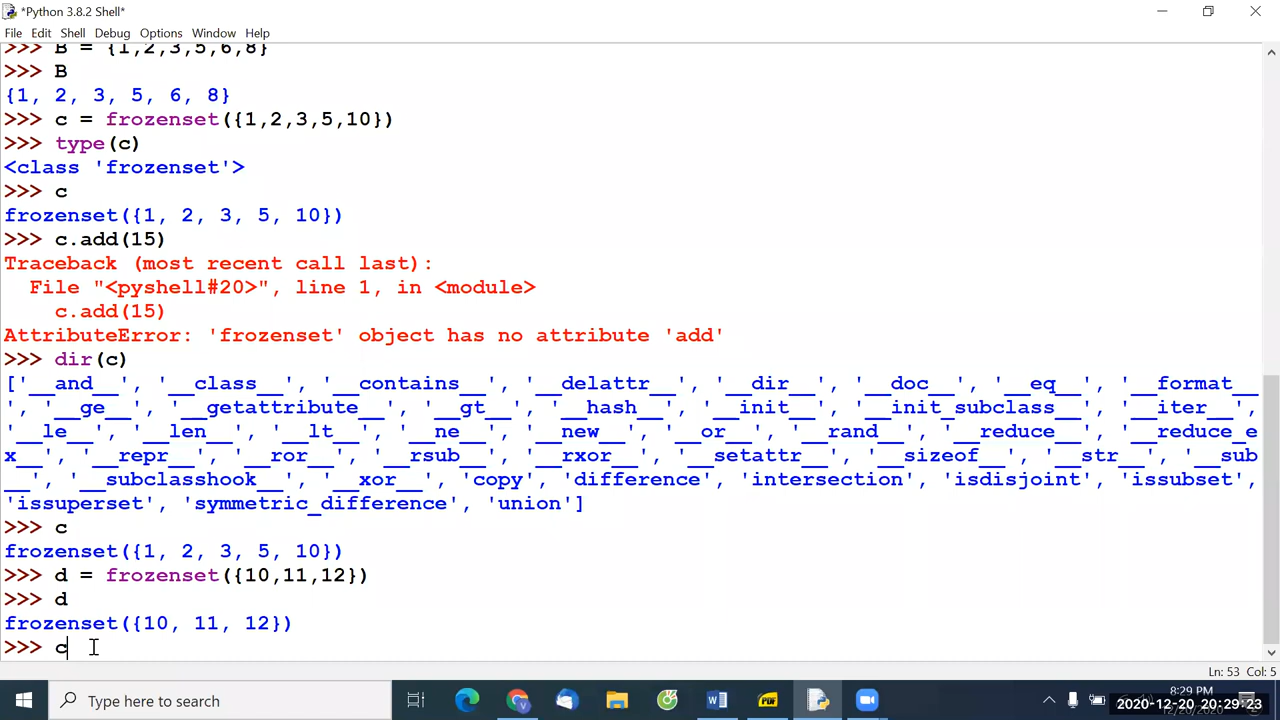 *Python 3.8.2 Shell*
File Edit Shell Debug Options Window Help
>>> B = {1,2,3,5,6,8}
>>> B
{1, 2, 3, 5, 6, 8}
>>> c = frozenset({1,2,3,5,10})
>>> type(c)
<class 'frozenset'>
>>> c
frozenset({1, 2, 3, 5, 10})
>>> c.add(15)
Traceback (most recent call last):
  File "<pyshell#20>", line 1, in <module>
    c.add(15)
AttributeError: 'frozenset' object has no attribute 'add'
>>> dir(c)
['__and__', '__class__', '__contains__', '__delattr__', '__dir__', '__doc__', '__eq__', '__format__
', '__ge__', '__getattribute__', '__gt__', '__hash__', '__init__', '__init_subclass__', '__iter__',
'__le__', '__len__', '__lt__', '__ne__', '__new__', '__or__', '__rand__', '__reduce__', '__reduce_e
x__', '__repr__', '__ror__', '__rsub__', '__rxor__', '__setattr__', '__sizeof__', '__str__', '__sub
__', '__subclasshook__', '__xor__', 'copy', 'difference', 'intersection', 'isdisjoint', 'issubset',
'issuperset', 'symmetric_difference', 'union']
>>> c
frozenset({1, 2, 3, 5, 10})
>>> d = frozenset({10,11,12})
>>> d
frozenset({10, 11, 12})
>>> c
Ln: 53 Col: 5
Type here to search
8:29 PM
2020-12-20 20:29:23